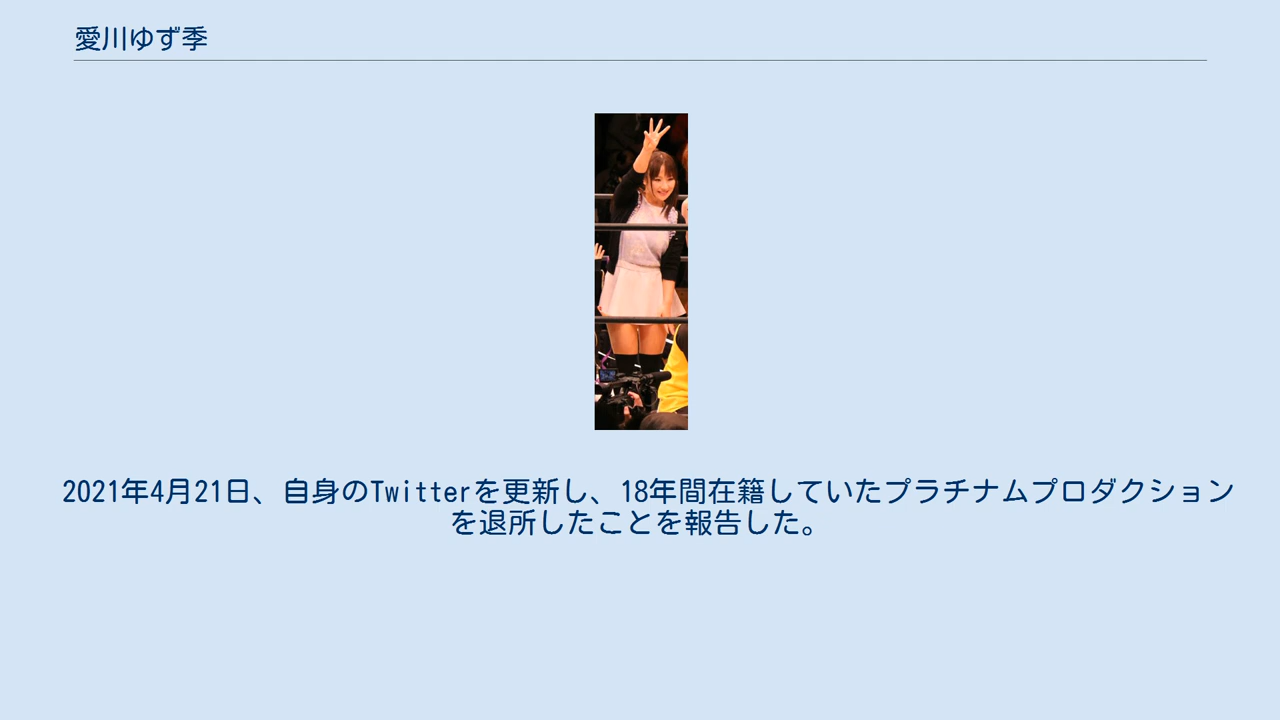 愛川ゆず季
2021年4月21日、自身のTwitterを更新し、18年間在籍していたプラチナムプロダクション
を退所したことを報告した。